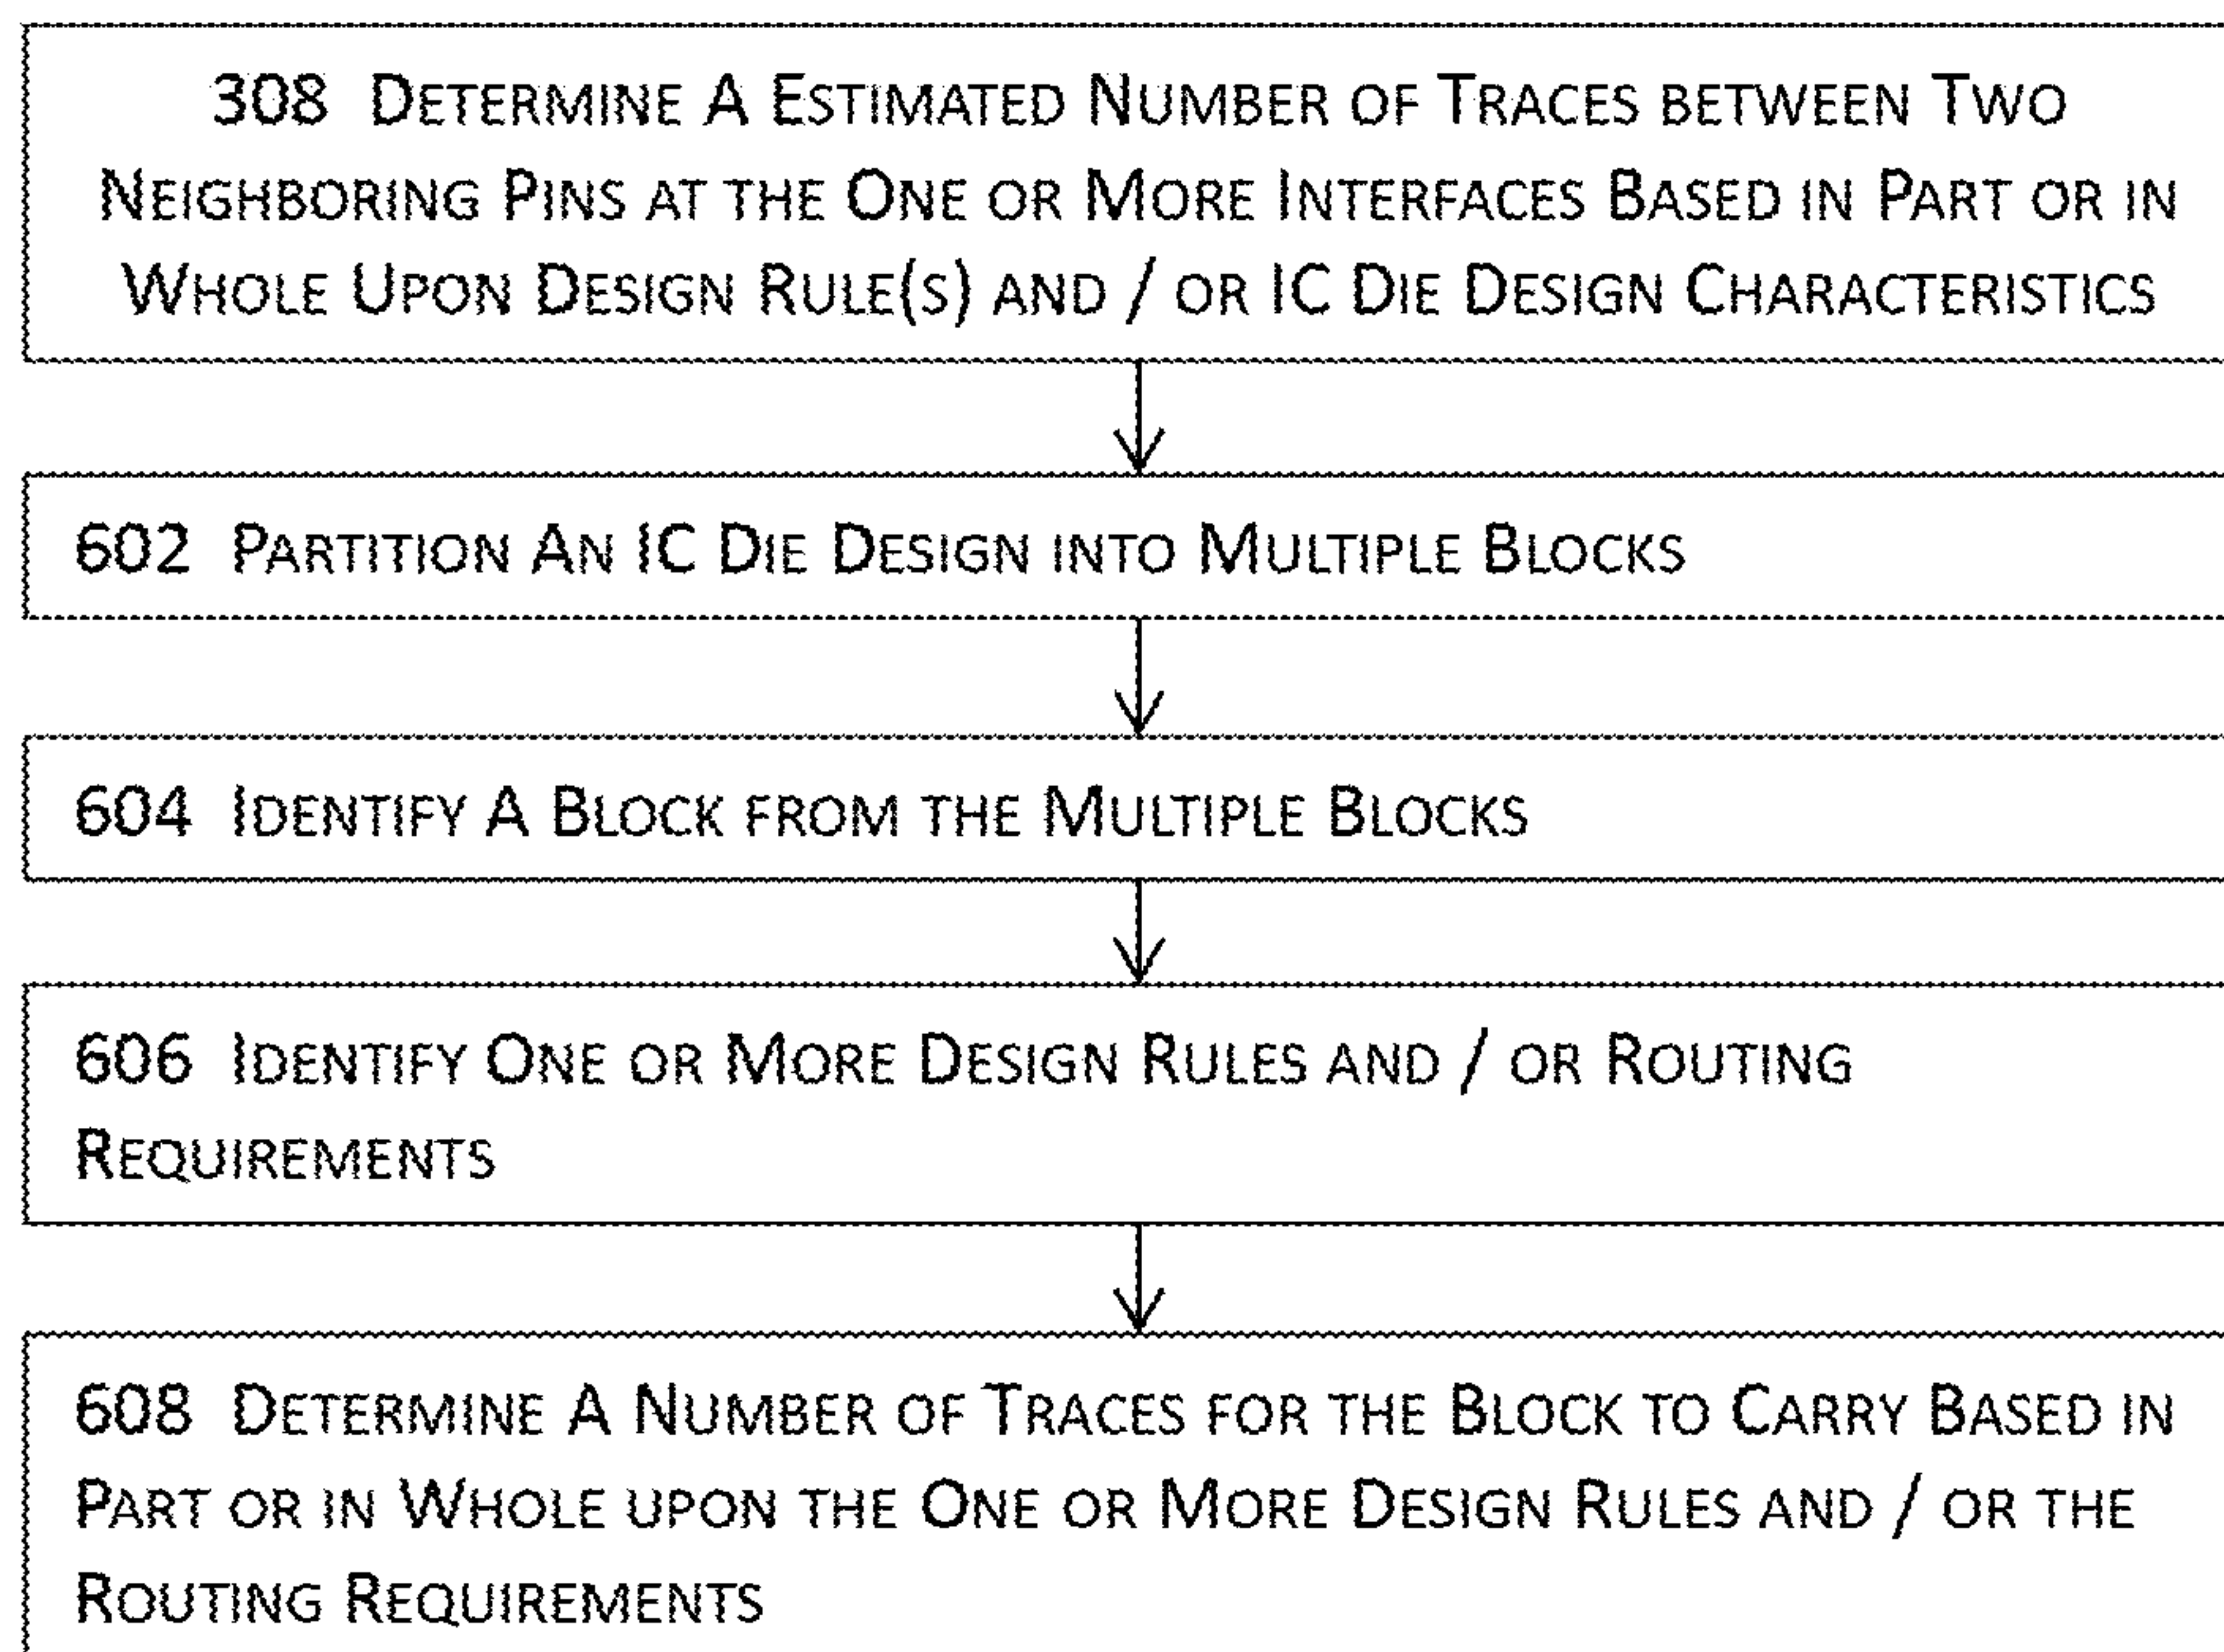 308 Determine A Estimated Number of Traces between Two
Neighboring Pins at the One or More Interfaces Based in Part or in
Whole Upon Design Rule(s) and / or IC Die Design Characteristics
602 Partition An IC Die Design into Multiple Blocks
604 Identify A Block from the Multiple Blocks
606 Identify One or More Design Rules and / or Routing
Requirements
608 Determine A Number of Traces for the Block to Carry Based in
Part or in Whole upon the One or More Design Rules and / or the
Routing Requirements